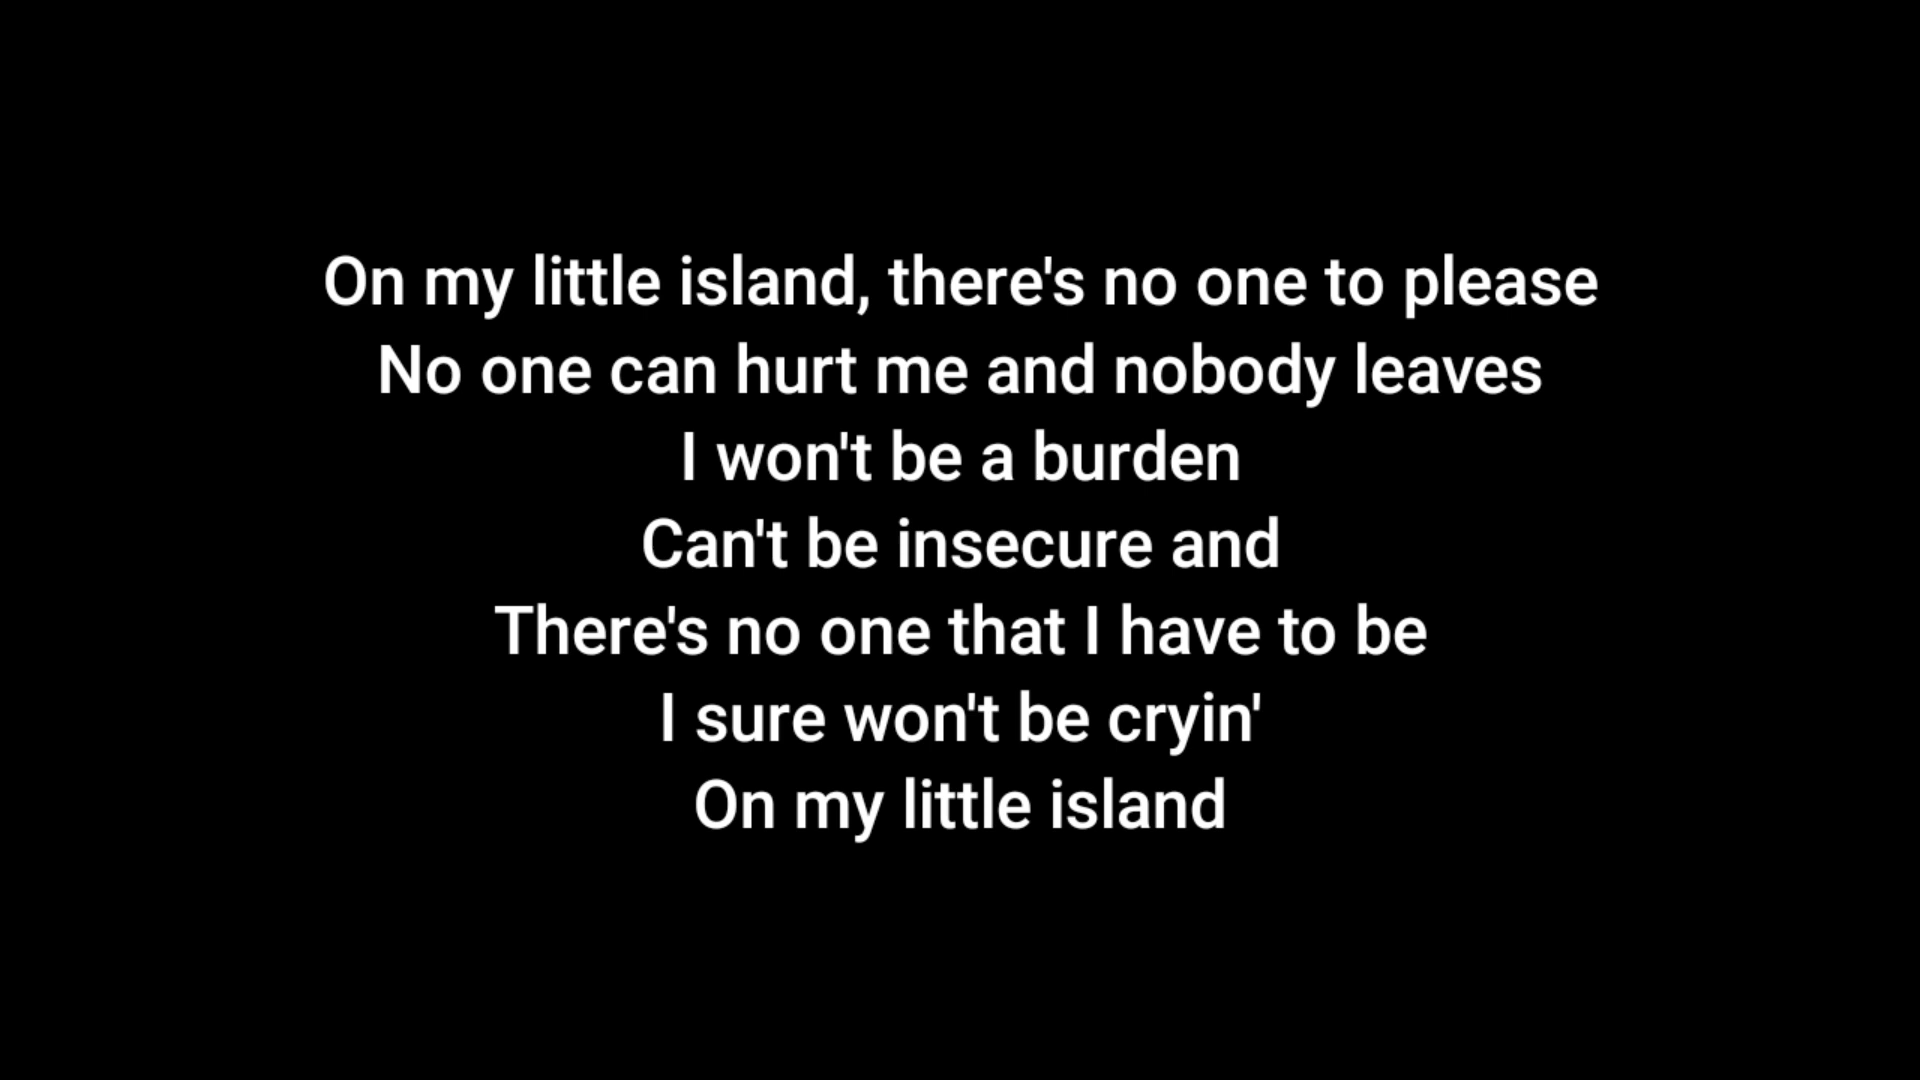 On my little island, there's no one to please
No one can hurt me and nobody leaves
I won't be a burden
Can't be insecure and
There's no one that I have to be
I sure won't be cryin'
On my little island